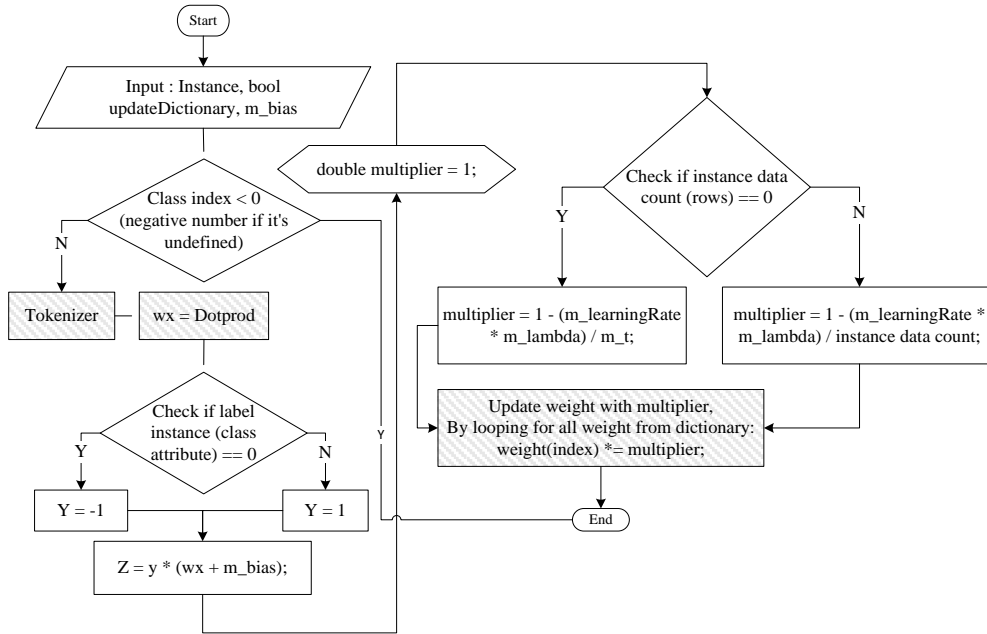 Start
Input : Instance, bool
updateDictionary, m_bias
Class index < 0
(negative number if it's
undefined)
N
Y
Tokenizer
wx = Dotprod
Check if label
instance (class
attribute) == 0
Y
N
Y = -1
Y = 1
Z = y * (wx + m_bias);
double multiplier = 1;
Check if instance data
count (rows) == 0
Y
N
multiplier = 1 - (m_learningRate
* m_lambda) / m_t;
multiplier = 1 - (m_learningRate *
m_lambda) / instance data count;
Update weight with multiplier,
By looping for all weight from dictionary:
weight(index) *= multiplier;
End